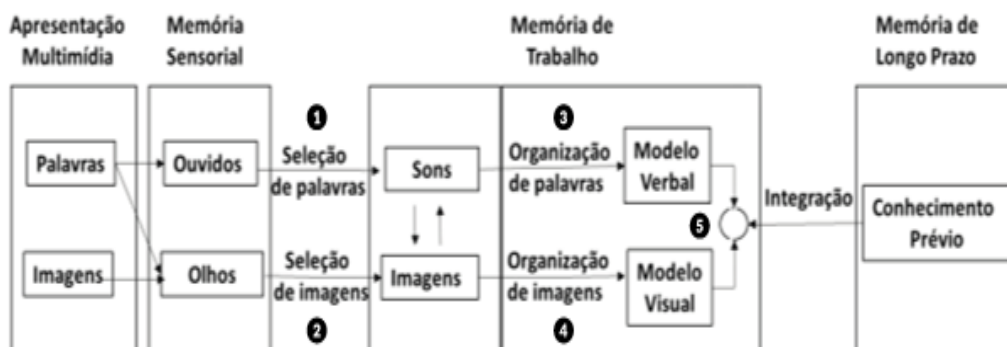 Apresentação
Multimídia
Memória
Sensorial
Memória de
Trabalho
Memória de
Longo Prazo
1
3
Palavras
Ouvidos
Seleção
de palavras
Sons
Organização
de palavras
Modelo
Verbal
Integração
5
Conhecimento
Prévio
Imagens
Olhos
Seleção
de imagens
Imagens
Organização
de imagens
Modelo
Visual
2
4